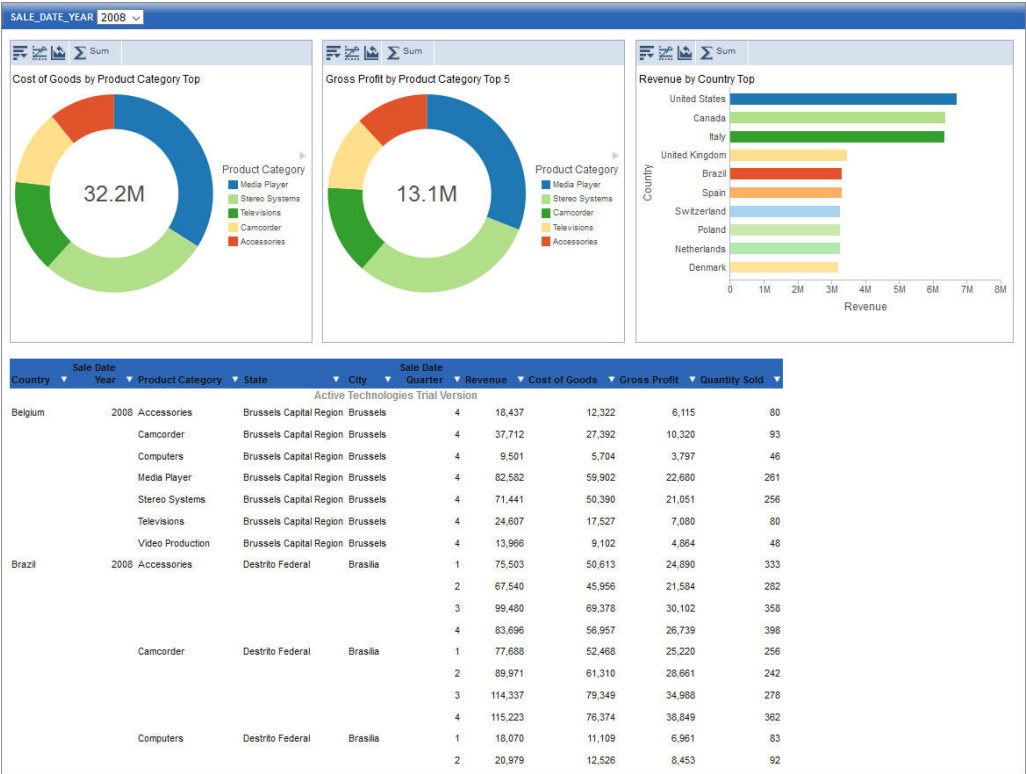 SALE_DATE_YEAR 2008
Sum
Cost of Goods by Product Category Top
32.2M
Product Category
Media Player
Stereo Systems
Televisions
Camcorder
Accessories
Sum
Gross Profit by Product Category Top 5
13.1M
Product Category
Media Player
Stereo Systems
Camcorder
Televisions
Accessories
Sum
Revenue by Country Top
Country
United States
Canada
Italy
United Kingdom
Brazil
Spain
Switzerland
Poland
Netherlands
Denmark
0 1M 2M 3M 4M 5M 6M 7M 8M
Revenue
Country Sale Date Year Product Category State City Sale Date Quarter Revenue Cost of Goods Gross Profit Quantity Sold
Active Technologies Trial Version
Belgium 2008 Accessories Brussels Capital Region Brussels 4 18,437 12,322 6,115 80
Camcorder Brussels Capital Region Brussels 4 37,712 27,392 10,320 93
Computers Brussels Capital Region Brussels 4 9,501 5,704 3,797 46
Media Player Brussels Capital Region Brussels 4 82,582 59,902 22,680 261
Stereo Systems Brussels Capital Region Brussels 4 71,441 50,390 21,051 256
Televisions Brussels Capital Region Brussels 4 24,607 17,527 7,080 80
Video Production Brussels Capital Region Brussels 4 13,966 9,102 4,864 48
Brazil 2008 Accessories Destrito Federal Brasilia 1 75,503 50,613 24,890 333
2 67,540 45,956 21,584 282
3 99,480 69,378 30,102 358
4 83,696 56,957 26,739 398
Camcorder Destrito Federal Brasilia 1 77,688 52,468 25,220 256
2 89,971 61,310 28,661 242
3 114,337 79,349 34,988 278
4 115,223 76,374 38,849 362
Computers Destrito Federal Brasilia 1 18,070 11,109 6,961 83
2 20,979 12,526 8,453 92